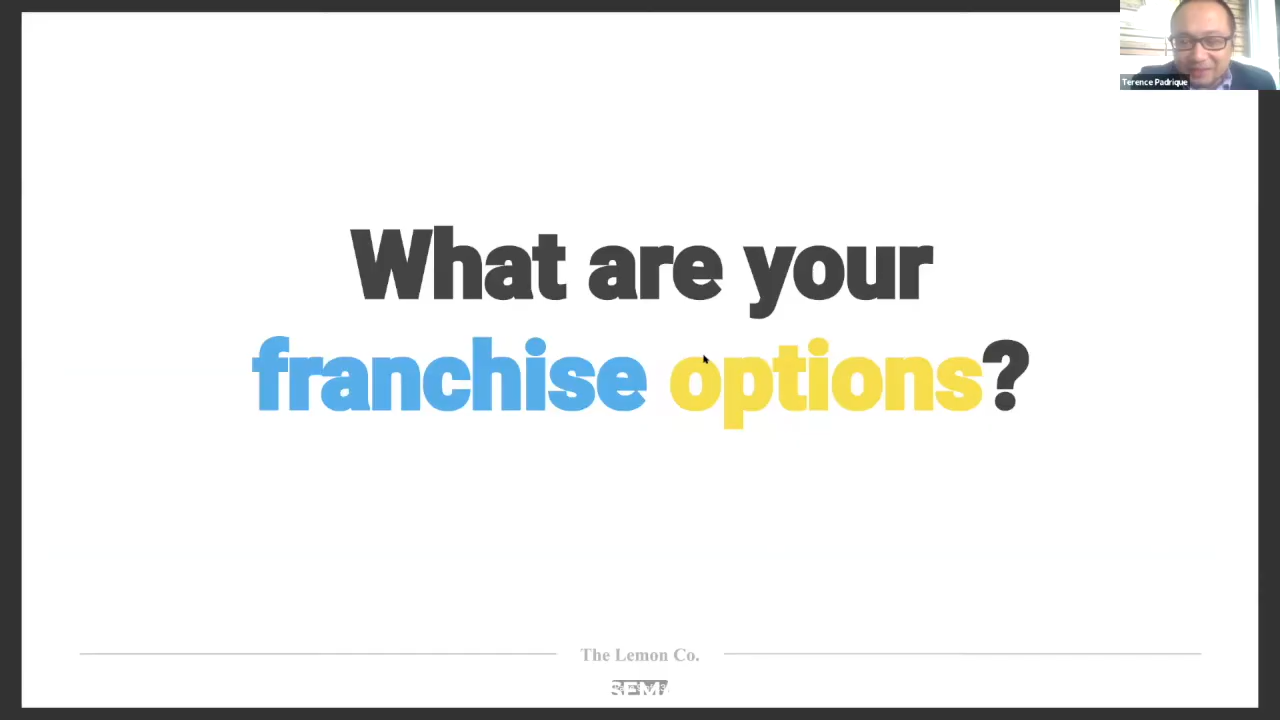 Terence Padrique
What are your
franchise options?
The Lemon Co.